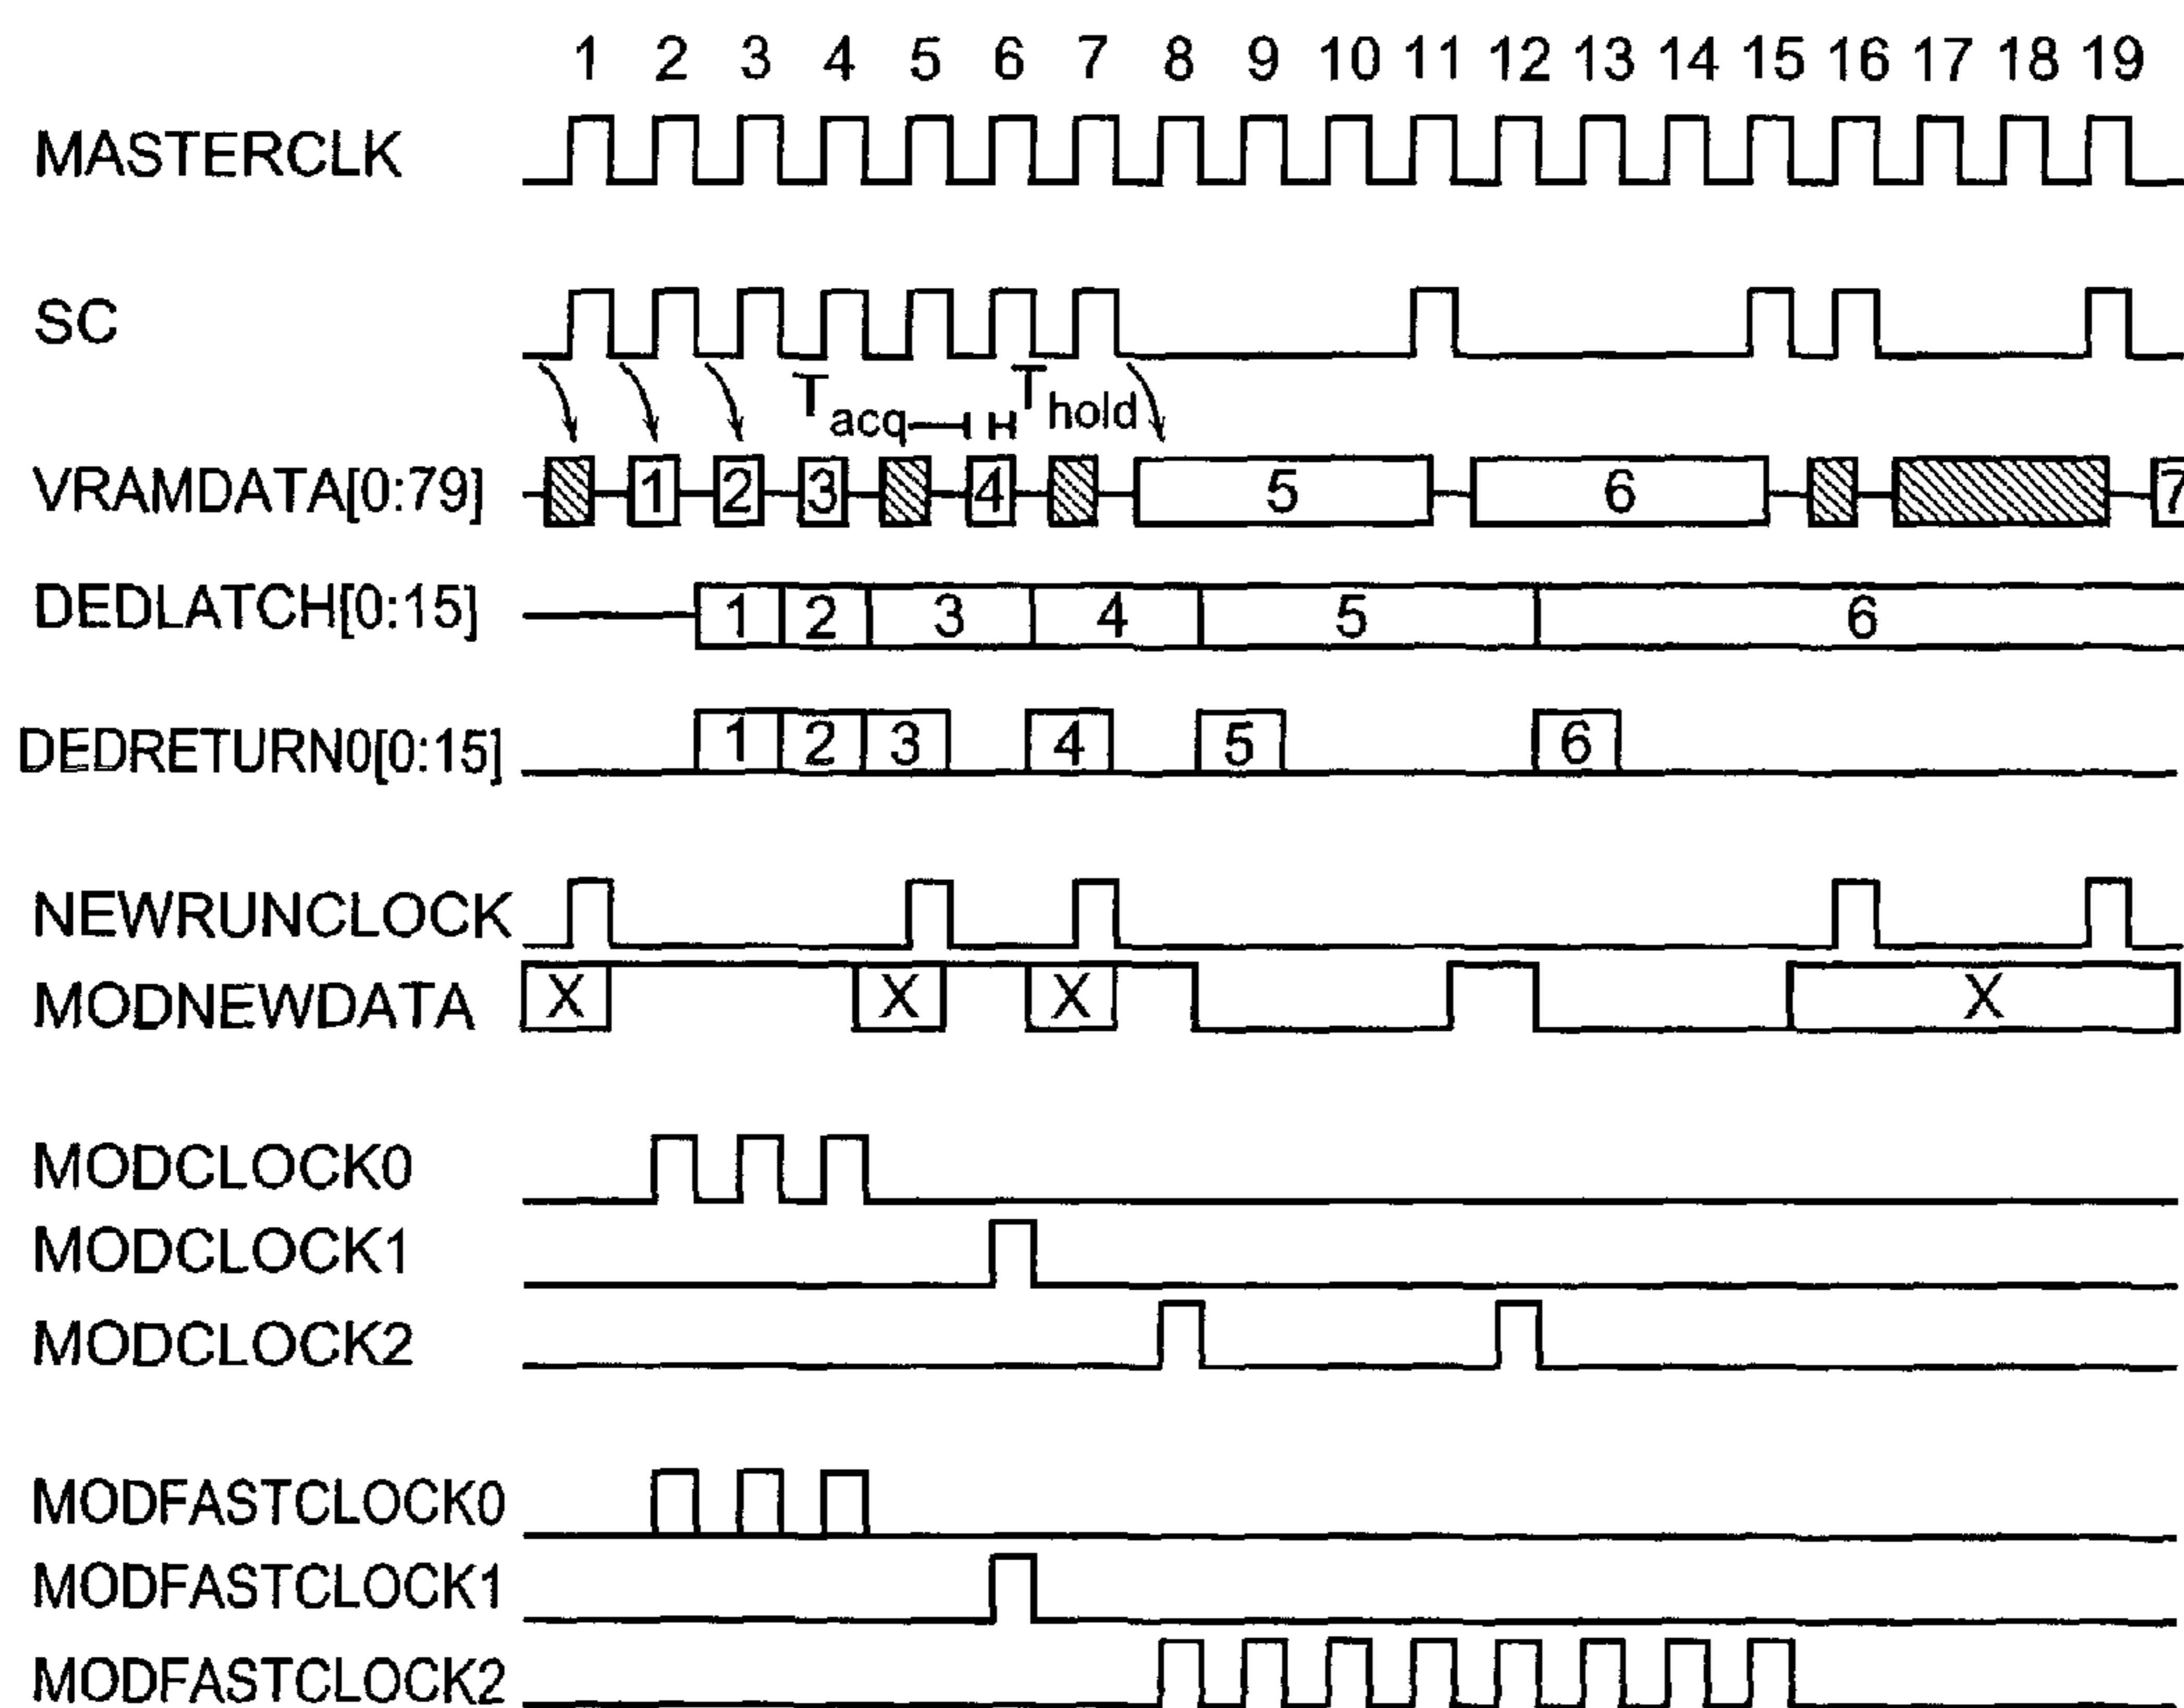 1 2 3 4 5 6 7 8 9 10 11 12 13 14 15 16 17 18 19
MASTERCLK
SC
Tacq Thold
VRAMDATA[0:79] 1 2 3 4 5 6 7
DEDLATCH[0:15] 1 2 3 4 5 6
DEDRETURN0[0:15] 1 2 3 4 5 6
NEWRUNCLOCK
MODNEWDATA X X X X
MODCLOCK0
MODCLOCK1
MODCLOCK2
MODFASTCLOCK0
MODFASTCLOCK1
MODFASTCLOCK2